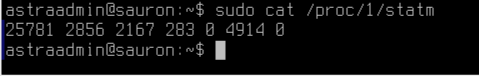 astraadmin@sauron:~$ sudo cat /proc/1/statm
25781 2856 2167 283 0 4914 0
astraadmin@sauron:~$